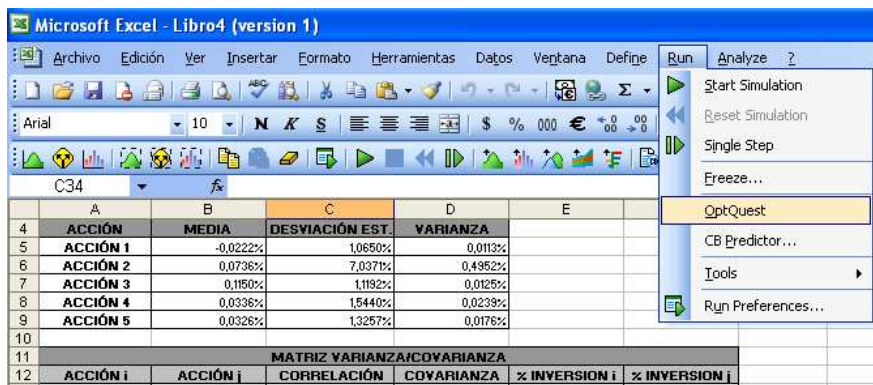 Microsoft Excel - Libro4 (version 1)
Archivo Edición Ver Insertar Formato Herramientas Datos Ventana Define Run Analyze ?
Start Simulation
Reset Simulation
Single Step
Freeze...
OptQuest
CB Predictor...
Tools
Run Preferences...
ABC
Σ
Arial 10 N K S $ % 000 €
C34 fx
A B C D E
4 ACCIÓN MEDIA DESVIACIÓN EST. VARIANZA
5 ACCIÓN 1 -0,0222% 1,0650% 0,0113%
6 ACCIÓN 2 0,0736% 7,0371% 0,4952%
7 ACCIÓN 3 0,1150% 1,1192% 0,0125%
8 ACCIÓN 4 0,0336% 1,5440% 0,0239%
9 ACCIÓN 5 0,0326% 1,3257% 0,0176%
10
11 MATRIZ VARIANZA/COVARIANZA
12 ACCIÓN i ACCIÓN j CORRELACIÓN COVARIANZA % INVERSION i % INVERSION j